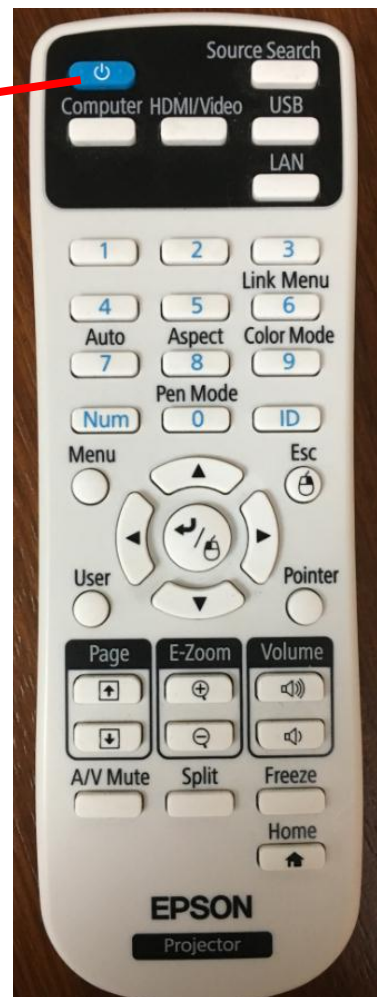 Source Search
Computer HDMI/Video USB
LAN
1 2 3
Link Menu
4 5 6
Auto Aspect Color Mode
7 8 9
Pen Mode
Num 0 ID
Menu Esc
User Pointer
Page E-Zoom Volume
A/V Mute Split Freeze
Home
EPSON
Projector